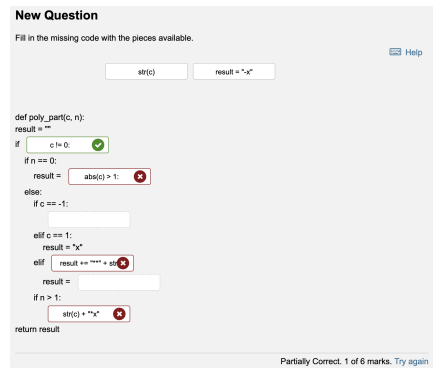 New Question
Fill in the missing code with the pieces available.
Help
str(c) result = "-x"
def poly_part(c, n):
result = ""
if c != 0:
if n == 0:
result = abs(c) > 1:
else:
if c == -1:
elif c == 1:
result = "x"
elif result += "**" + str
result =
if n > 1:
str(c) + "*x"
return result
Partially Correct. 1 of 6 marks. Try again